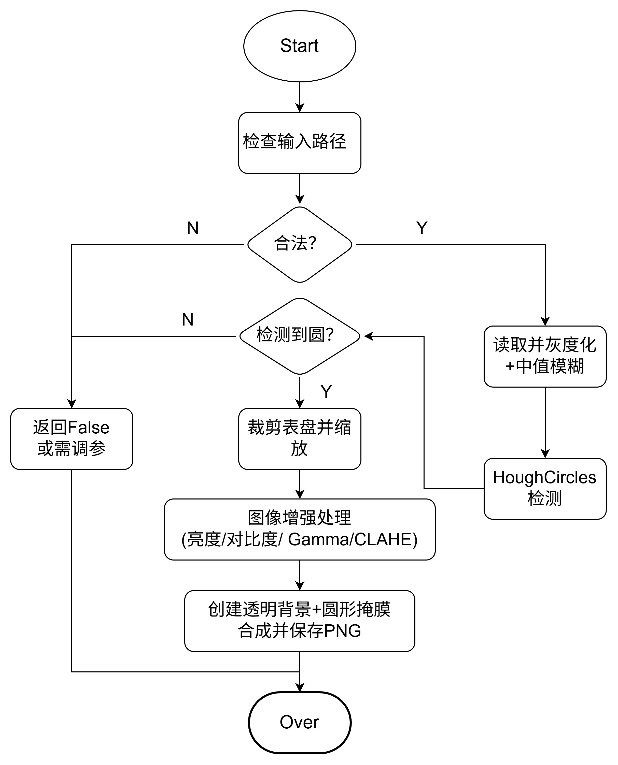 Start
检查输入路径
N
合法？
Y
N
检测到圆？
读取并灰度化
+中值模糊
Y
返回False
或需调参
裁剪表盘并缩
放
HoughCircles
检测
图像增强处理
(亮度/对比度/ Gamma/CLAHE)
创建透明背景+圆形掩膜
合成并保存PNG
Over